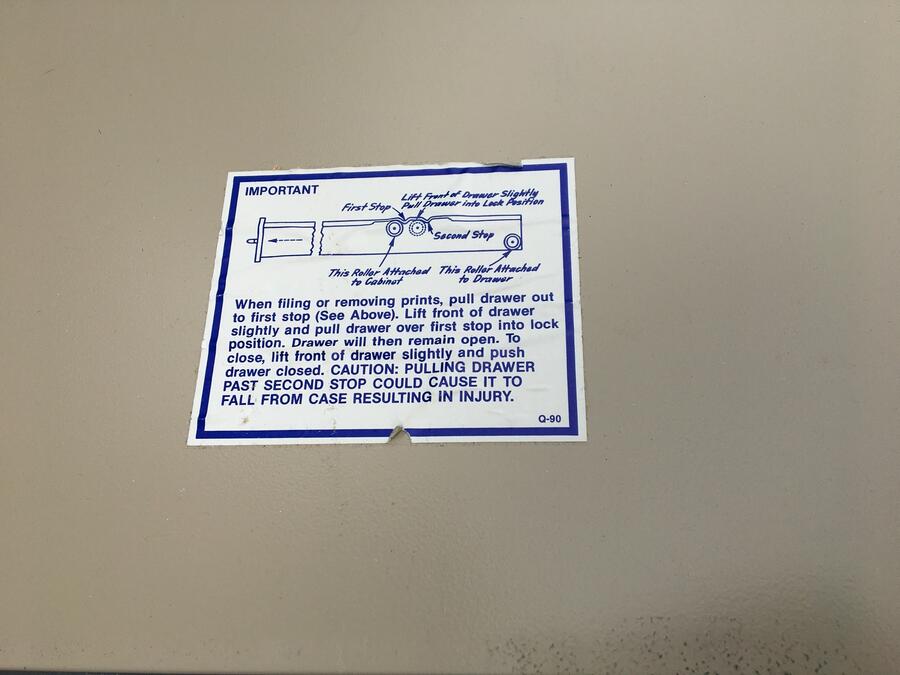 IMPORTANT
Lift Front of Drawer Slightly
Pull Drawer into Lock Position
First Stop
Second Stop
This Roller Attached
to Cabinet
This Roller Attached
to Drawer
When filing or removing prints, pull drawer out
to first stop (See Above). Lift front of drawer
slightly and pull drawer over first stop into lock
position. Drawer will then remain open. To
close, lift front of drawer slightly and push
drawer closed. CAUTION: PULLING DRAWER
PAST SECOND STOP COULD CAUSE IT TO
FALL FROM CASE RESULTING IN INJURY.
Q-90